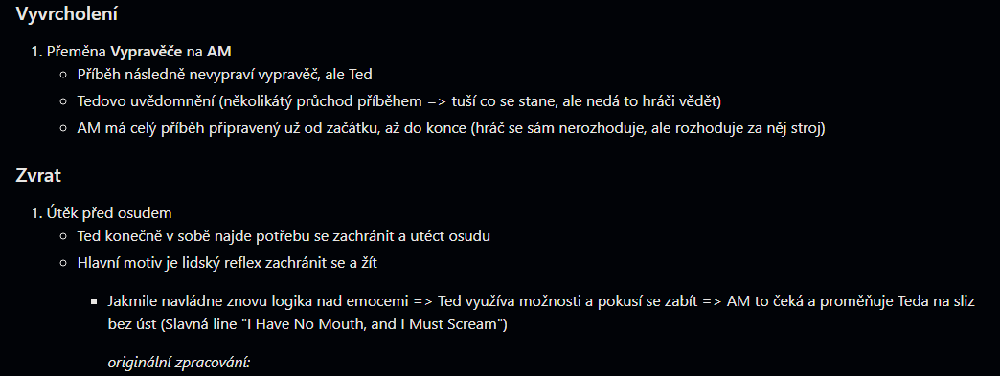 Vyvrcholení
1. Přeměna Vypravěče na AM
Příběh následně nevypraví vypravěč, ale Ted
Tedovo uvědomnění (několikátý průchod příběhem => tuší co se stane, ale nedá to hráči vědět)
AM má celý příběh připravený už od začátku, až do konce (hráč se sám nerozhoduje, ale rozhoduje za něj stroj)
Zvrat
1. Útěk před osudem
Ted konečně v sobě najde potřebu se zachránit a utéct osudu
Hlavní motiv je lidský reflex zachránit se a žít
Jakmile navládne znovu logika nad emocemi => Ted využíva možnosti a pokusí se zabít => AM to čeká a proměňuje Teda na sliz
bez úst (Slavná line "I Have No Mouth, and I Must Scream")
originální zpracování: